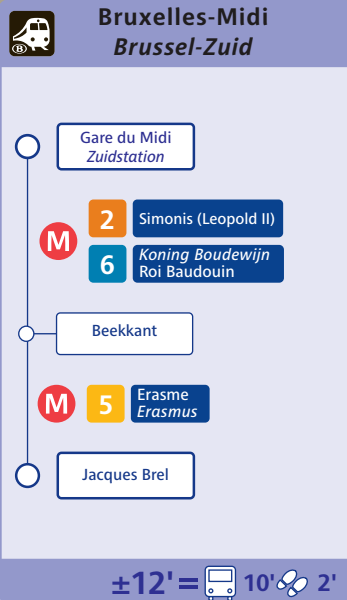 B
Bruxelles-Midi
Brussel-Zuid
Gare du Midi
Zuidstation
M
2
Simonis (Leopold II)
6
Koning Boudewijn
Roi Baudouin
Beekkant
M
5
Erasme
Erasmus
Jacques Brel
±12'= 10' 2'